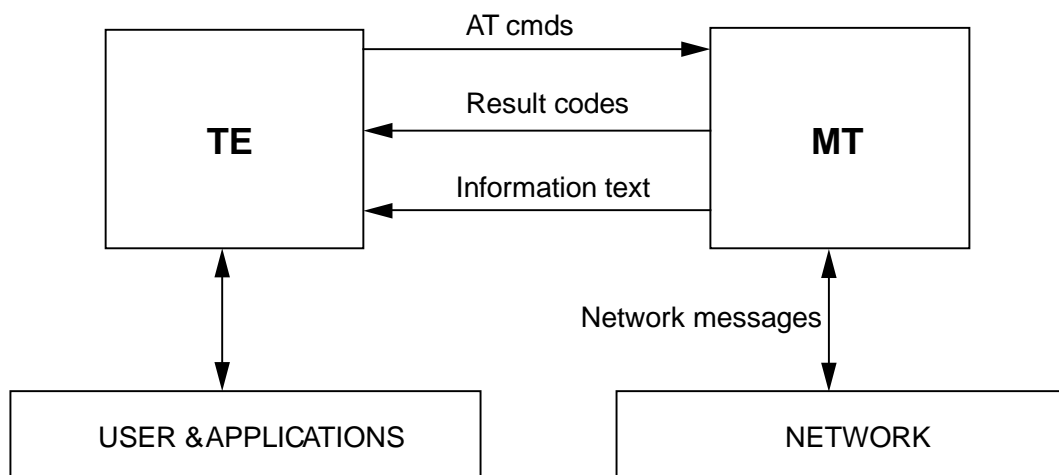 AT cmds
Result codes
TE
MT
Information text
Network messages
USER & APPLICATIONS
NETWORK